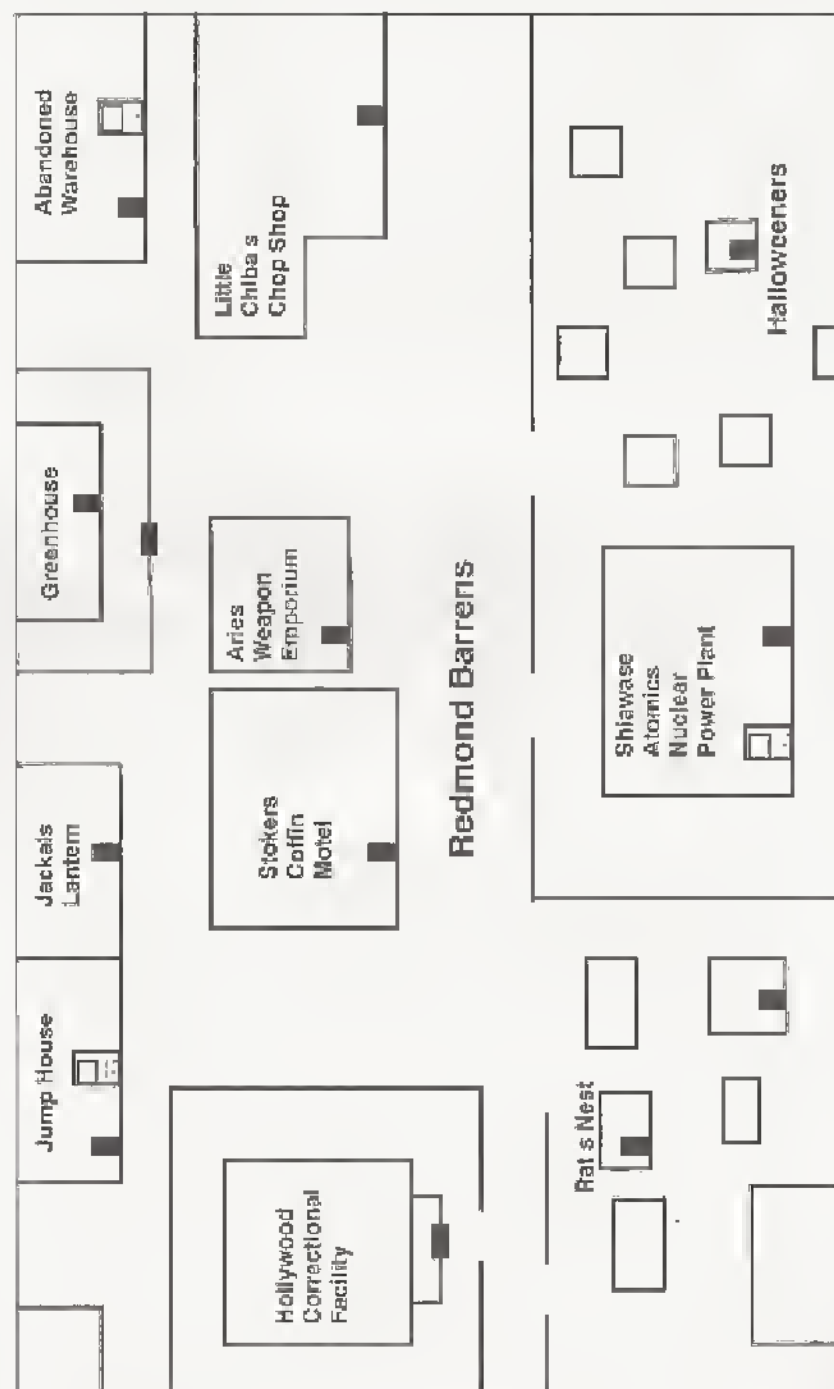 Jump House
Jackals
Lantern
Greenhouse
Abandoned
Warehouse
Hollywood
Correctional
Facility
Stokers
Coffin
Motel
Aries
Weapon
Emporium
Little
Chiba's
Chop Shop
Redmond Barrens
Rat's Nest
Shiawase
Atomics
Nuclear
Power Plant
Halloweeners